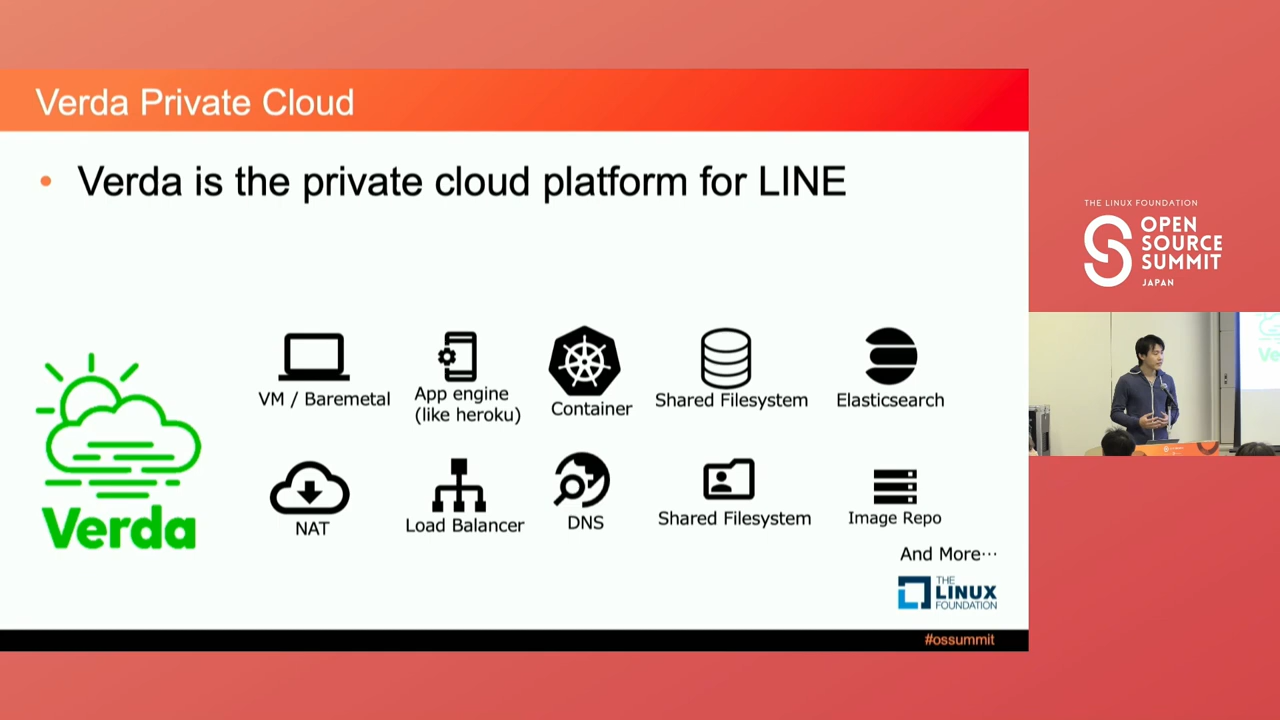 Verda Private Cloud
• Verda is the private cloud platform for LINE
VM / Baremetal
App engine
(like heroku)
Container
Shared Filesystem
Elasticsearch
NAT
Load Balancer
DNS
Shared Filesystem
Image Repo
And More…
Verda
THE
LINUX
FOUNDATION
#ossummit
THE LINUX FOUNDATION
OPEN
SOURCE
SUMMIT
JAPAN
Ve